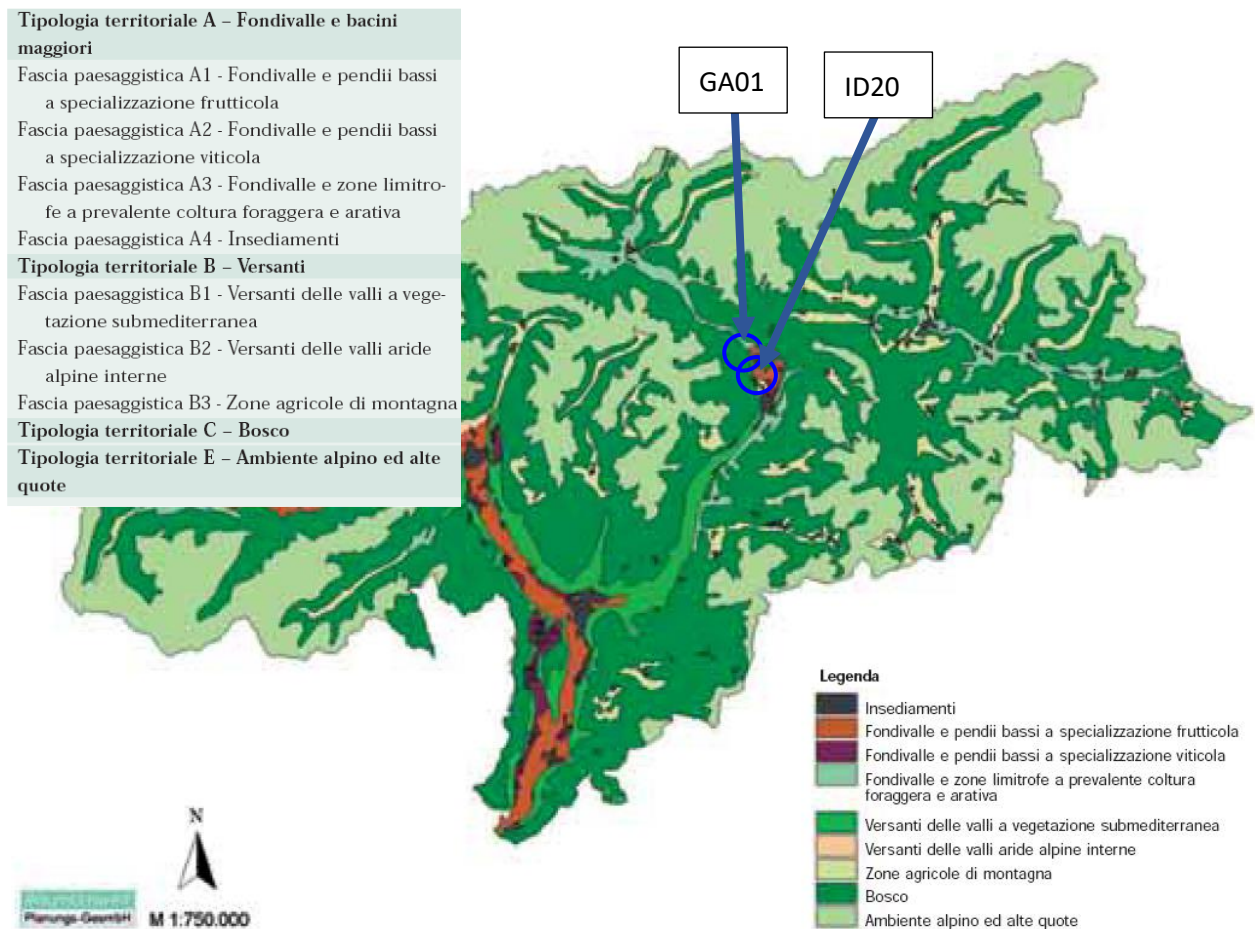 Tipologia territoriale A – Fondivalle e bacini
maggiori
Fascia paesaggistica A1 - Fondivalle e pendii bassi
a specializzazione frutticola
Fascia paesaggistica A2 - Fondivalle e pendii bassi
a specializzazione viticola
Fascia paesaggistica A3 - Fondivalle e zone limitro-
fe a prevalente coltura foraggera e arativa
Fascia paesaggistica A4 - Insediamenti
Tipologia territoriale B – Versanti
Fascia paesaggistica B1 - Versanti delle valli a vege-
tazione submediterranea
Fascia paesaggistica B2 - Versanti delle valli aride
alpine interne
Fascia paesaggistica B3 - Zone agricole di montagna
Tipologia territoriale C – Bosco
Tipologia territoriale E – Ambiente alpino ed alte
quote
GA01
ID20
Legenda
Insediamenti
Fondivalle e pendii bassi a specializzazione frutticola
Fondivalle e pendii bassi a specializzazione viticola
Fondivalle e zone limitrofe a prevalente coltura
foraggera e arativa
Versanti delle valli a vegetazione submediterranea
Versanti delle valli aride alpine interne
Zone agricole di montagna
Bosco
Ambiente alpino ed alte quote
N
Planungs-GesmbH
M 1:750.000